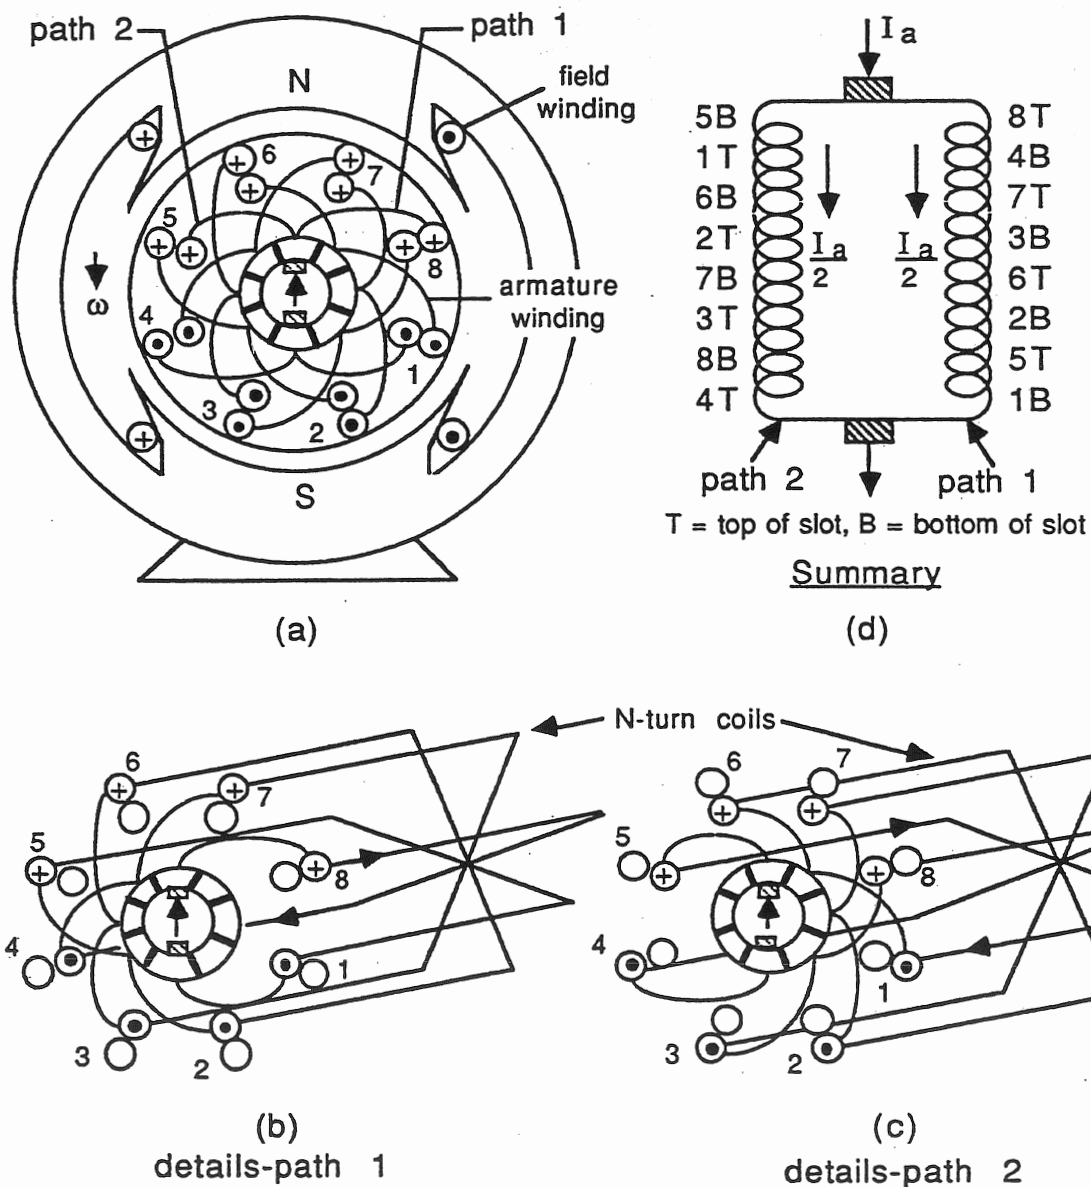 path 2
path 1
N
field
winding
6
7
5
8
ω
4
armature
winding
1
3
2
S
(a)
I a
5B
8T
1T
4B
6B
7T
2T
3B
Ia/2
Ia/2
7B
6T
3T
2B
8B
5T
4T
1B
path 2
path 1
T = top of slot, B = bottom of slot
Summary
(d)
N-turn coils
6
7
5
8
4
1
3
2
(b)
details-path 1
6
7
5
8
4
1
3
2
(c)
details-path 2